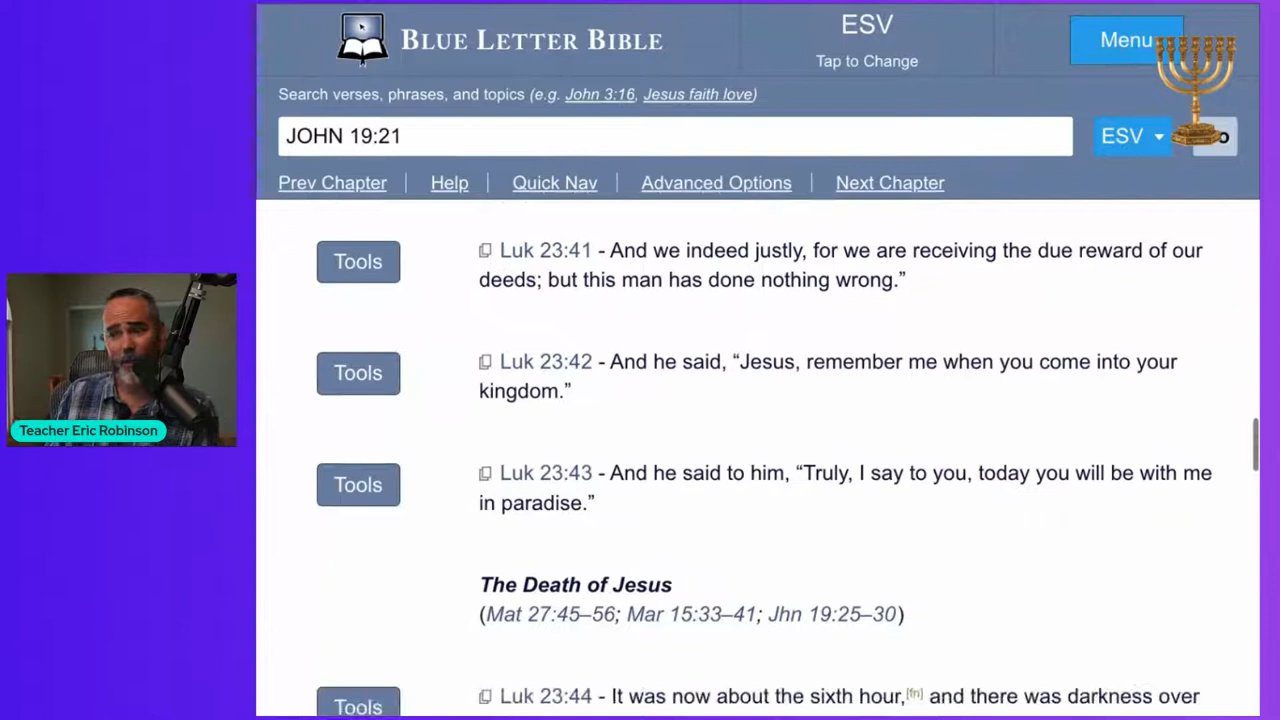 BLUE LETTER BIBLE
ESV
Tap to Change
Menu
Search verses, phrases, and topics (e.g. John 3:16, Jesus faith love)
JOHN 19:21
ESV
Prev Chapter
Help
Quick Nav
Advanced Options
Next Chapter
Tools
Luk 23:41 - And we indeed justly, for we are receiving the due reward of our
deeds; but this man has done nothing wrong.”
Tools
Luk 23:42 - And he said, “Jesus, remember me when you come into your
kingdom.”
Tools
Luk 23:43 - And he said to him, “Truly, I say to you, today you will be with me
in paradise.”
Teacher Eric Robinson
The Death of Jesus
(Mat 27:45–56; Mar 15:33–41; Jhn 19:25–30)
Tools
Luk 23:44 - It was now about the sixth hour,[fn] and there was darkness over